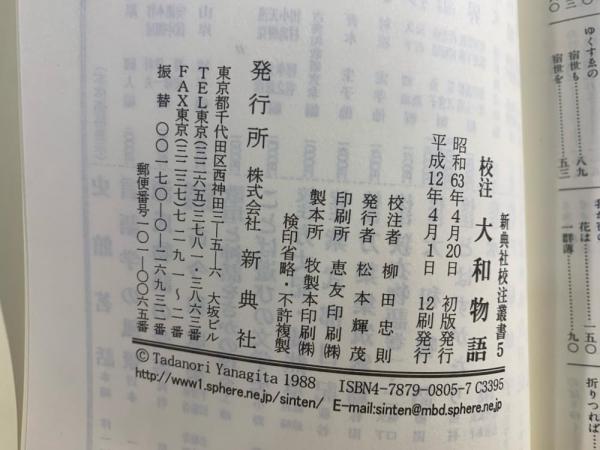 新典社校注叢書5
校注 大和物語
昭和63年4月20日 初版発行
平成12年4月1日 12刷発行
校注者 柳田忠則
発行者 松本輝茂
印刷所 恵友印刷㈱
製本所 牧製本印刷㈱
検印省略・不許複製
発行所 株式会社 新典社
東京都千代田区西神田三―五―六 大坂ビル
TEL東京(三二六五)三七八一・三八六三番
FAX東京(三二三七)七二九一~二番
振替 〇〇一七〇―〇―二六九三二番
郵便番号一〇一―〇〇六五番
© Tadanori Yanagita 1988
ISBN4-7879-0805-7 C3395
http://www1.sphere.ne.jp/sinten/
E-mail:sinten@mbd.sphere.ne.jp
折りつれば
花は……一五〇
一群薄……九〇
ゆくすゑの
宿世も……八九
宿世を……五三